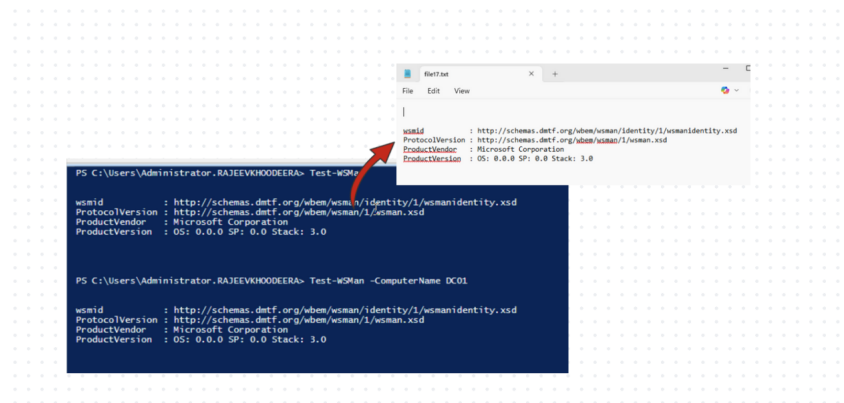 file17.txt
File Edit View
wsmid : http://schemas.dmtf.org/wbem/wsman/identity/1/wsmanidentity.xsd
ProtocolVersion : http://schemas.dmtf.org/wbem/wsman/1/wsman.xsd
ProductVendor : Microsoft Corporation
ProductVersion : OS: 0.0.0 SP: 0.0 Stack: 3.0
PS C:\Users\Administrator.RAJEEVKHOODEERA> Test-WSMa
wsmid : http://schemas.dmtf.org/wbem/wsman/identity/1/wsmanidentity.xsd
ProtocolVersion : http://schemas.dmtf.org/wbem/wsman/1/wsman.xsd
ProductVendor : Microsoft Corporation
ProductVersion : OS: 0.0.0 SP: 0.0 Stack: 3.0
PS C:\Users\Administrator.RAJEEVKHOODEERA> Test-WSMan -ComputerName DC01
wsmid : http://schemas.dmtf.org/wbem/wsman/identity/1/wsmanidentity.xsd
ProtocolVersion : http://schemas.dmtf.org/wbem/wsman/1/wsman.xsd
ProductVendor : Microsoft Corporation
ProductVersion : OS: 0.0.0 SP: 0.0 Stack: 3.0